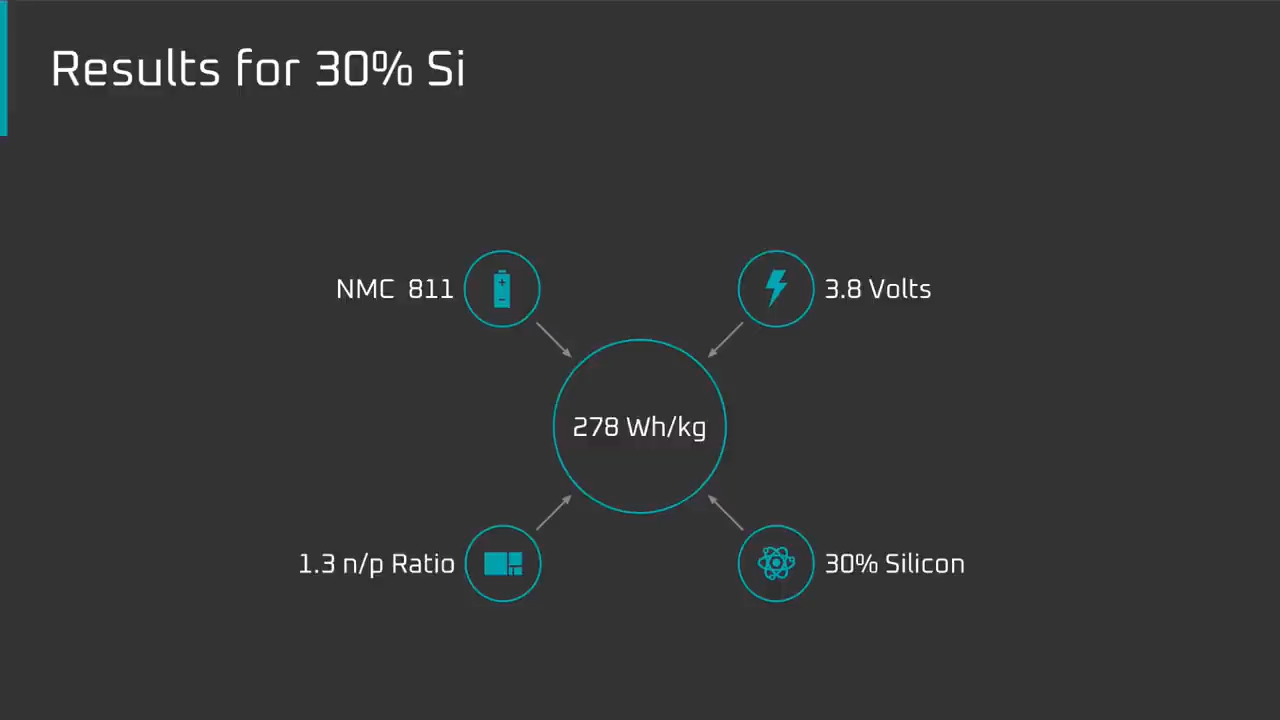 Results for 30% Si
NMC 811
3.8 Volts
278 Wh/kg
1.3 n/p Ratio
30% Silicon